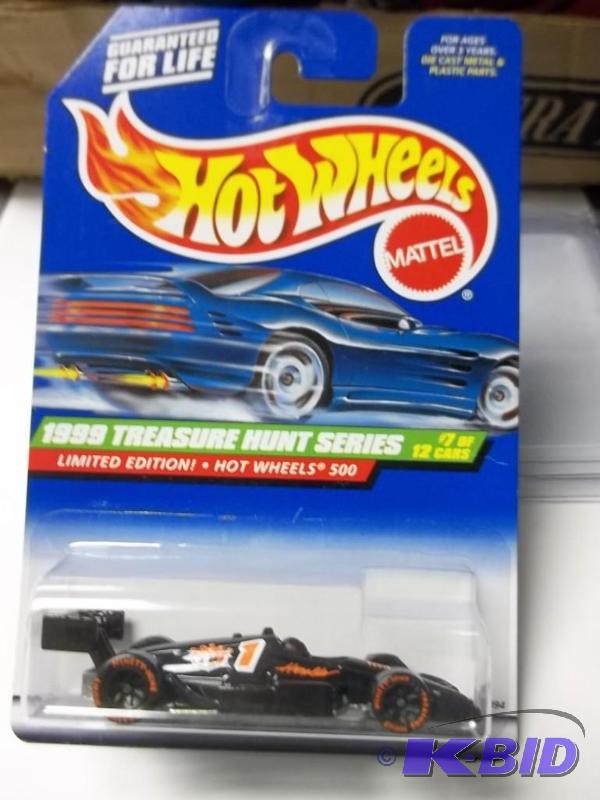 GUARANTEED
FOR LIFE
FOR AGES
OVER 3 YEARS.
DIE CAST METAL &
PLASTIC PARTS.
HOT WHEELS
MATTEL
®
1999 TREASURE HUNT SERIES
#7 OF
12 CARS
LIMITED EDITION! • HOT WHEELS® 500
1
© K-BID